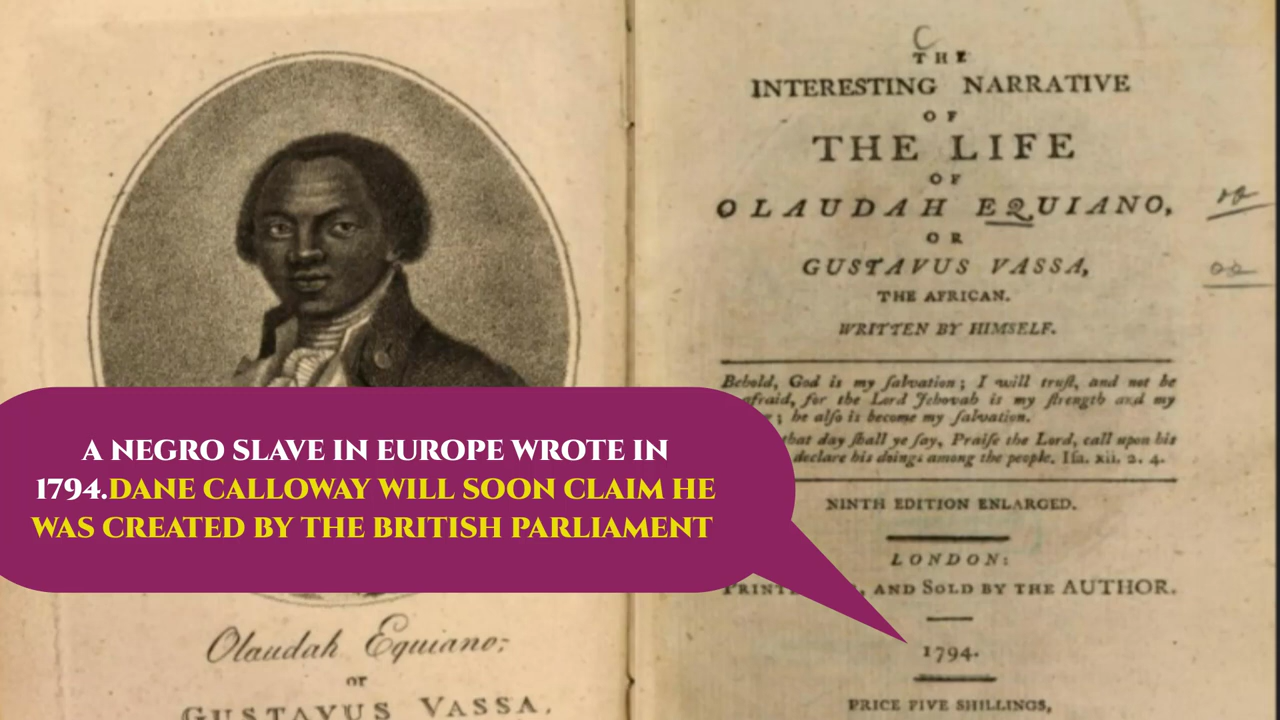 Olaudah Equiano;
or
GUSTAVUS VASSA,
C
THE
INTERESTING NARRATIVE
OF
THE LIFE
OF
OLAUDAH EQUIANO,
OR
GUSTAVUS VASSA,
THE AFRICAN.
WRITTEN BY HIMSELF.
Behold, God is my ſalvation; I will truſt, and not be
afraid, for the Lord Jehovah is my ſtrength and my
; he alſo is become my ſalvation.
that day ſhall ye ſay, Praiſe the Lord, call upon his
declare his doings among the people. Iſa. xii. 2. 4.
NINTH EDITION ENLARGED.
LONDON:
AND SOLD BY THE AUTHOR.
1794.
PRICE FIVE SHILLINGS,
A NEGRO SLAVE IN EUROPE WROTE IN
1794.DANE CALLOWAY WILL SOON CLAIM HE
WAS CREATED BY THE BRITISH PARLIAMENT